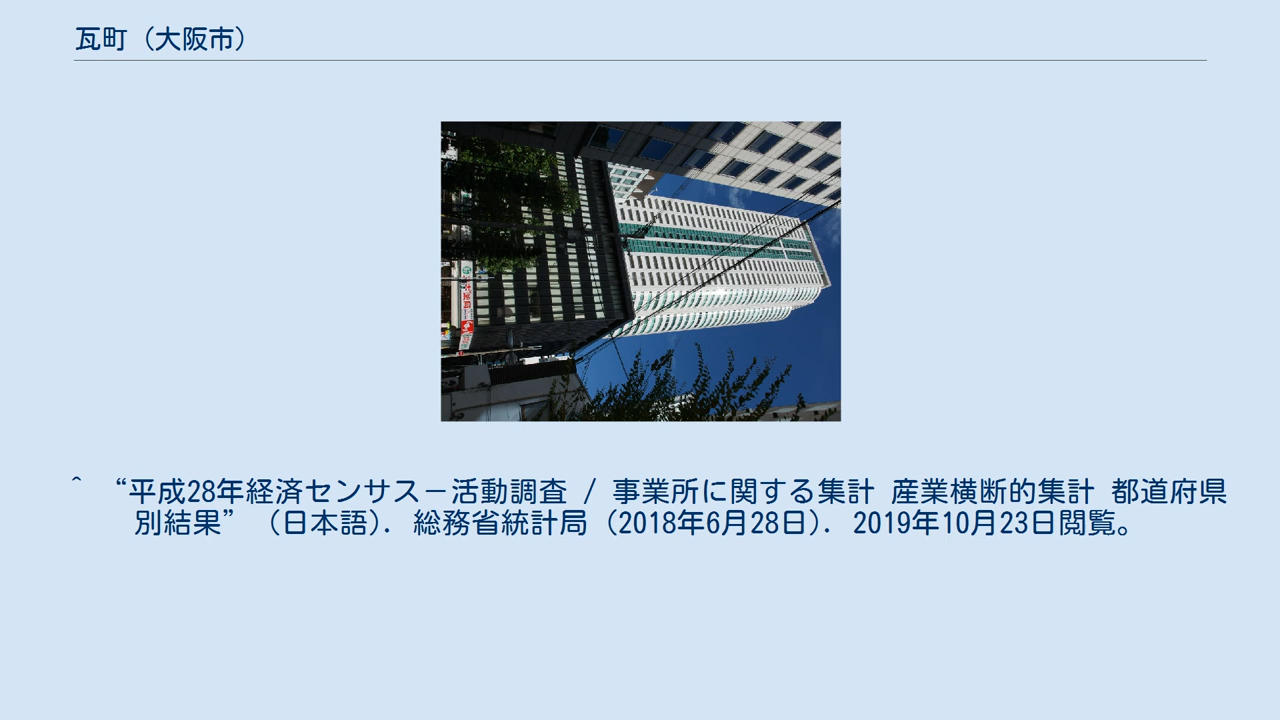 瓦町（大阪市）
^ “平成28年経済センサス－活動調査 / 事業所に関する集計 産業横断的集計 都道府県
別結果” (日本語). 総務省統計局 (2018年6月28日). 2019年10月23日閲覧。